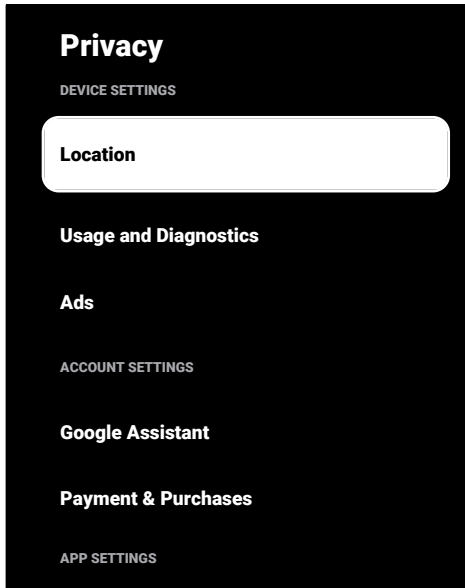 Privacy
DEVICE SETTINGS
Location
Usage and Diagnostics
Ads
ACCOUNT SETTINGS
Google Assistant
Payment & Purchases
APP SETTINGS